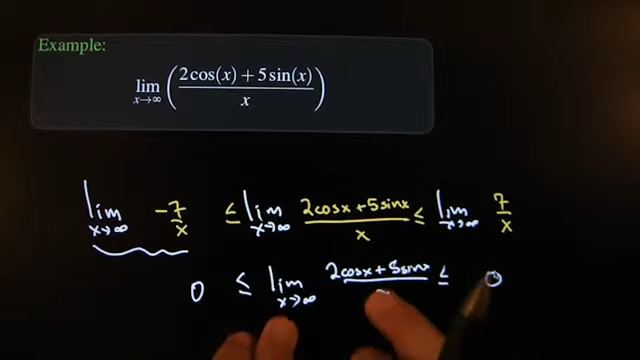 Example:
lim x→∞ ( (2cos(x) + 5sin(x)) / x )
lim x→∞ -7/x ≤ lim x→∞ (2cosx + 5sinx)/x ≤ lim x→∞ 7/x
0 ≤ lim x→∞ 2cosx + 5sinx ≤ 0